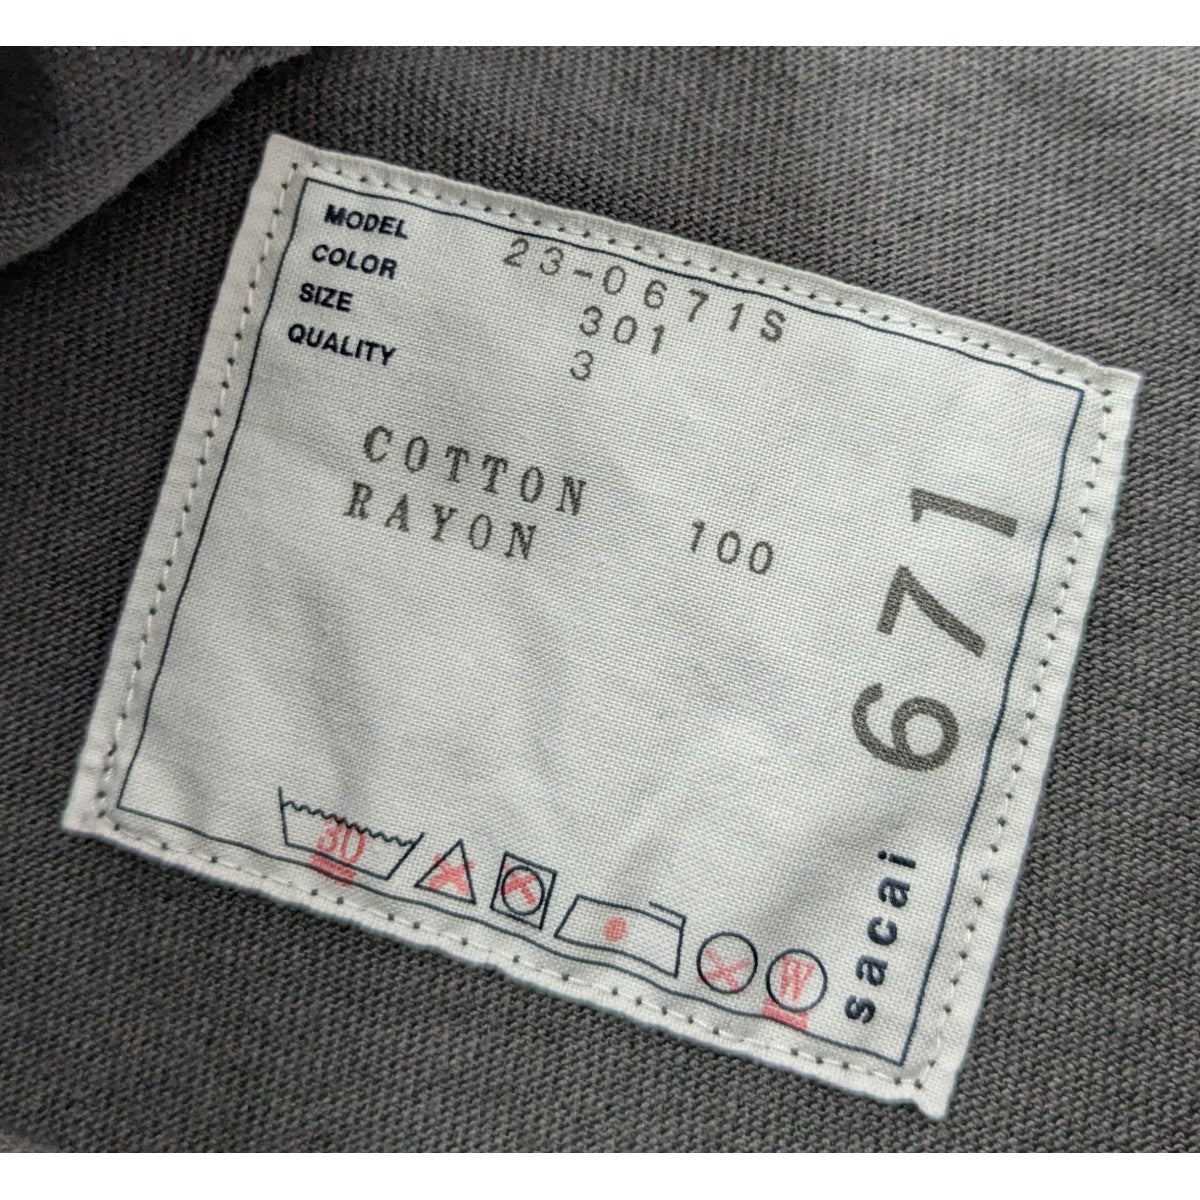 MODEL 23-0671S
COLOR 301
SIZE 3
QUALITY
COTTON
RAYON 100
671
sacai
30
W